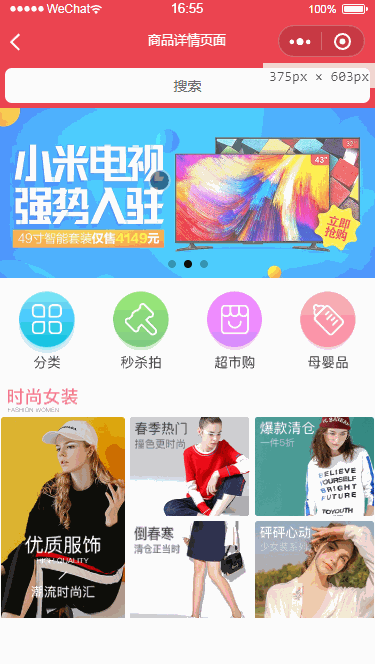 WeChat 16:55 100%
商品详情页面
375px × 603px
搜索
小米电视
强势入驻
49寸智能套装仅售4149元
43"
49"
立即
抢购
分类 秒杀拍 超市购 母婴品
时尚女装
FASHION WOMEN
春季热门
撞色更时尚
爆款清仓
一件5折
BELIEVE
YOURSELF
BRIGHT
FUTURE
TOYOUTH
优质服饰
HIGH QUALITY
潮流时尚汇
倒春寒
清仓正当时
砰砰心动
少女装系列